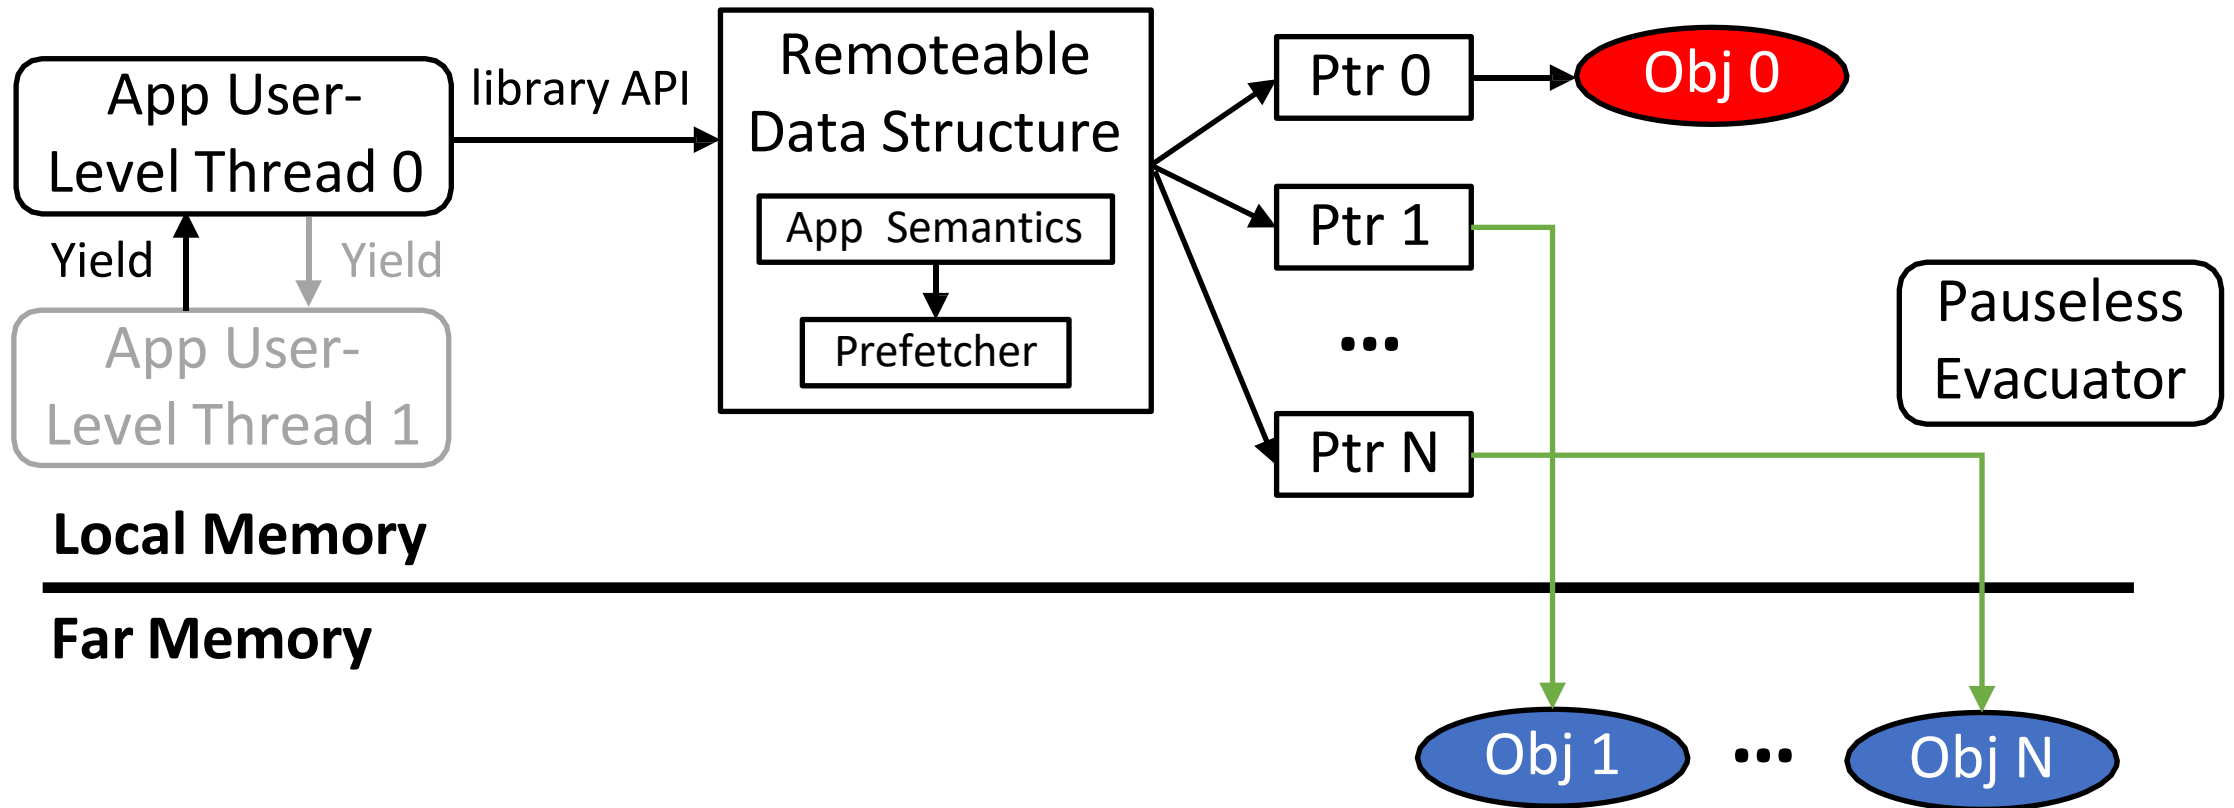 App User-
Level Thread 0
library API
Remoteable
Data Structure
App Semantics
Prefetcher
Ptr 0
Obj 0
Ptr 1
...
Ptr N
Pauseless
Evacuator
Yield
Yield
App User-
Level Thread 1
Local Memory
Far Memory
Obj 1
...
Obj N